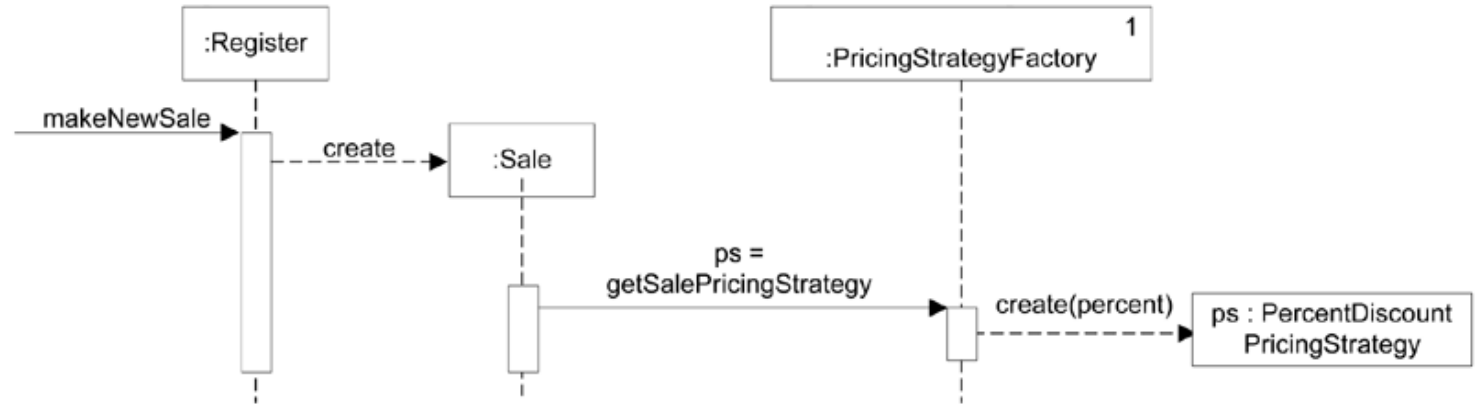 :Register
1
:PricingStrategyFactory
makeNewSale
create
:Sale
ps =
getSalePricingStrategy
create(percent)
ps : PercentDiscount
PricingStrategy